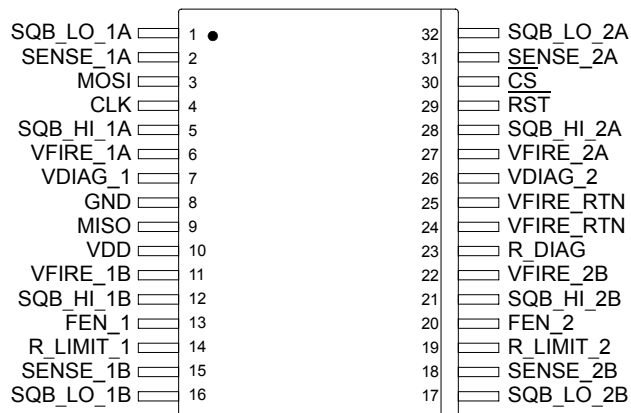 SQB_LO_1A 1 32 SQB_LO_2A
SENSE_1A 2 31 SENSE_2A
MOSI 3 30 CS
CLK 4 29 RST
SQB_HI_1A 5 28 SQB_HI_2A
VFIRE_1A 6 27 VFIRE_2A
VDIAG_1 7 26 VDIAG_2
GND 8 25 VFIRE_RTN
MISO 9 24 VFIRE_RTN
VDD 10 23 R_DIAG
VFIRE_1B 11 22 VFIRE_2B
SQB_HI_1B 12 21 SQB_HI_2B
FEN_1 13 20 FEN_2
R_LIMIT_1 14 19 R_LIMIT_2
SENSE_1B 15 18 SENSE_2B
SQB_LO_1B 16 17 SQB_LO_2B